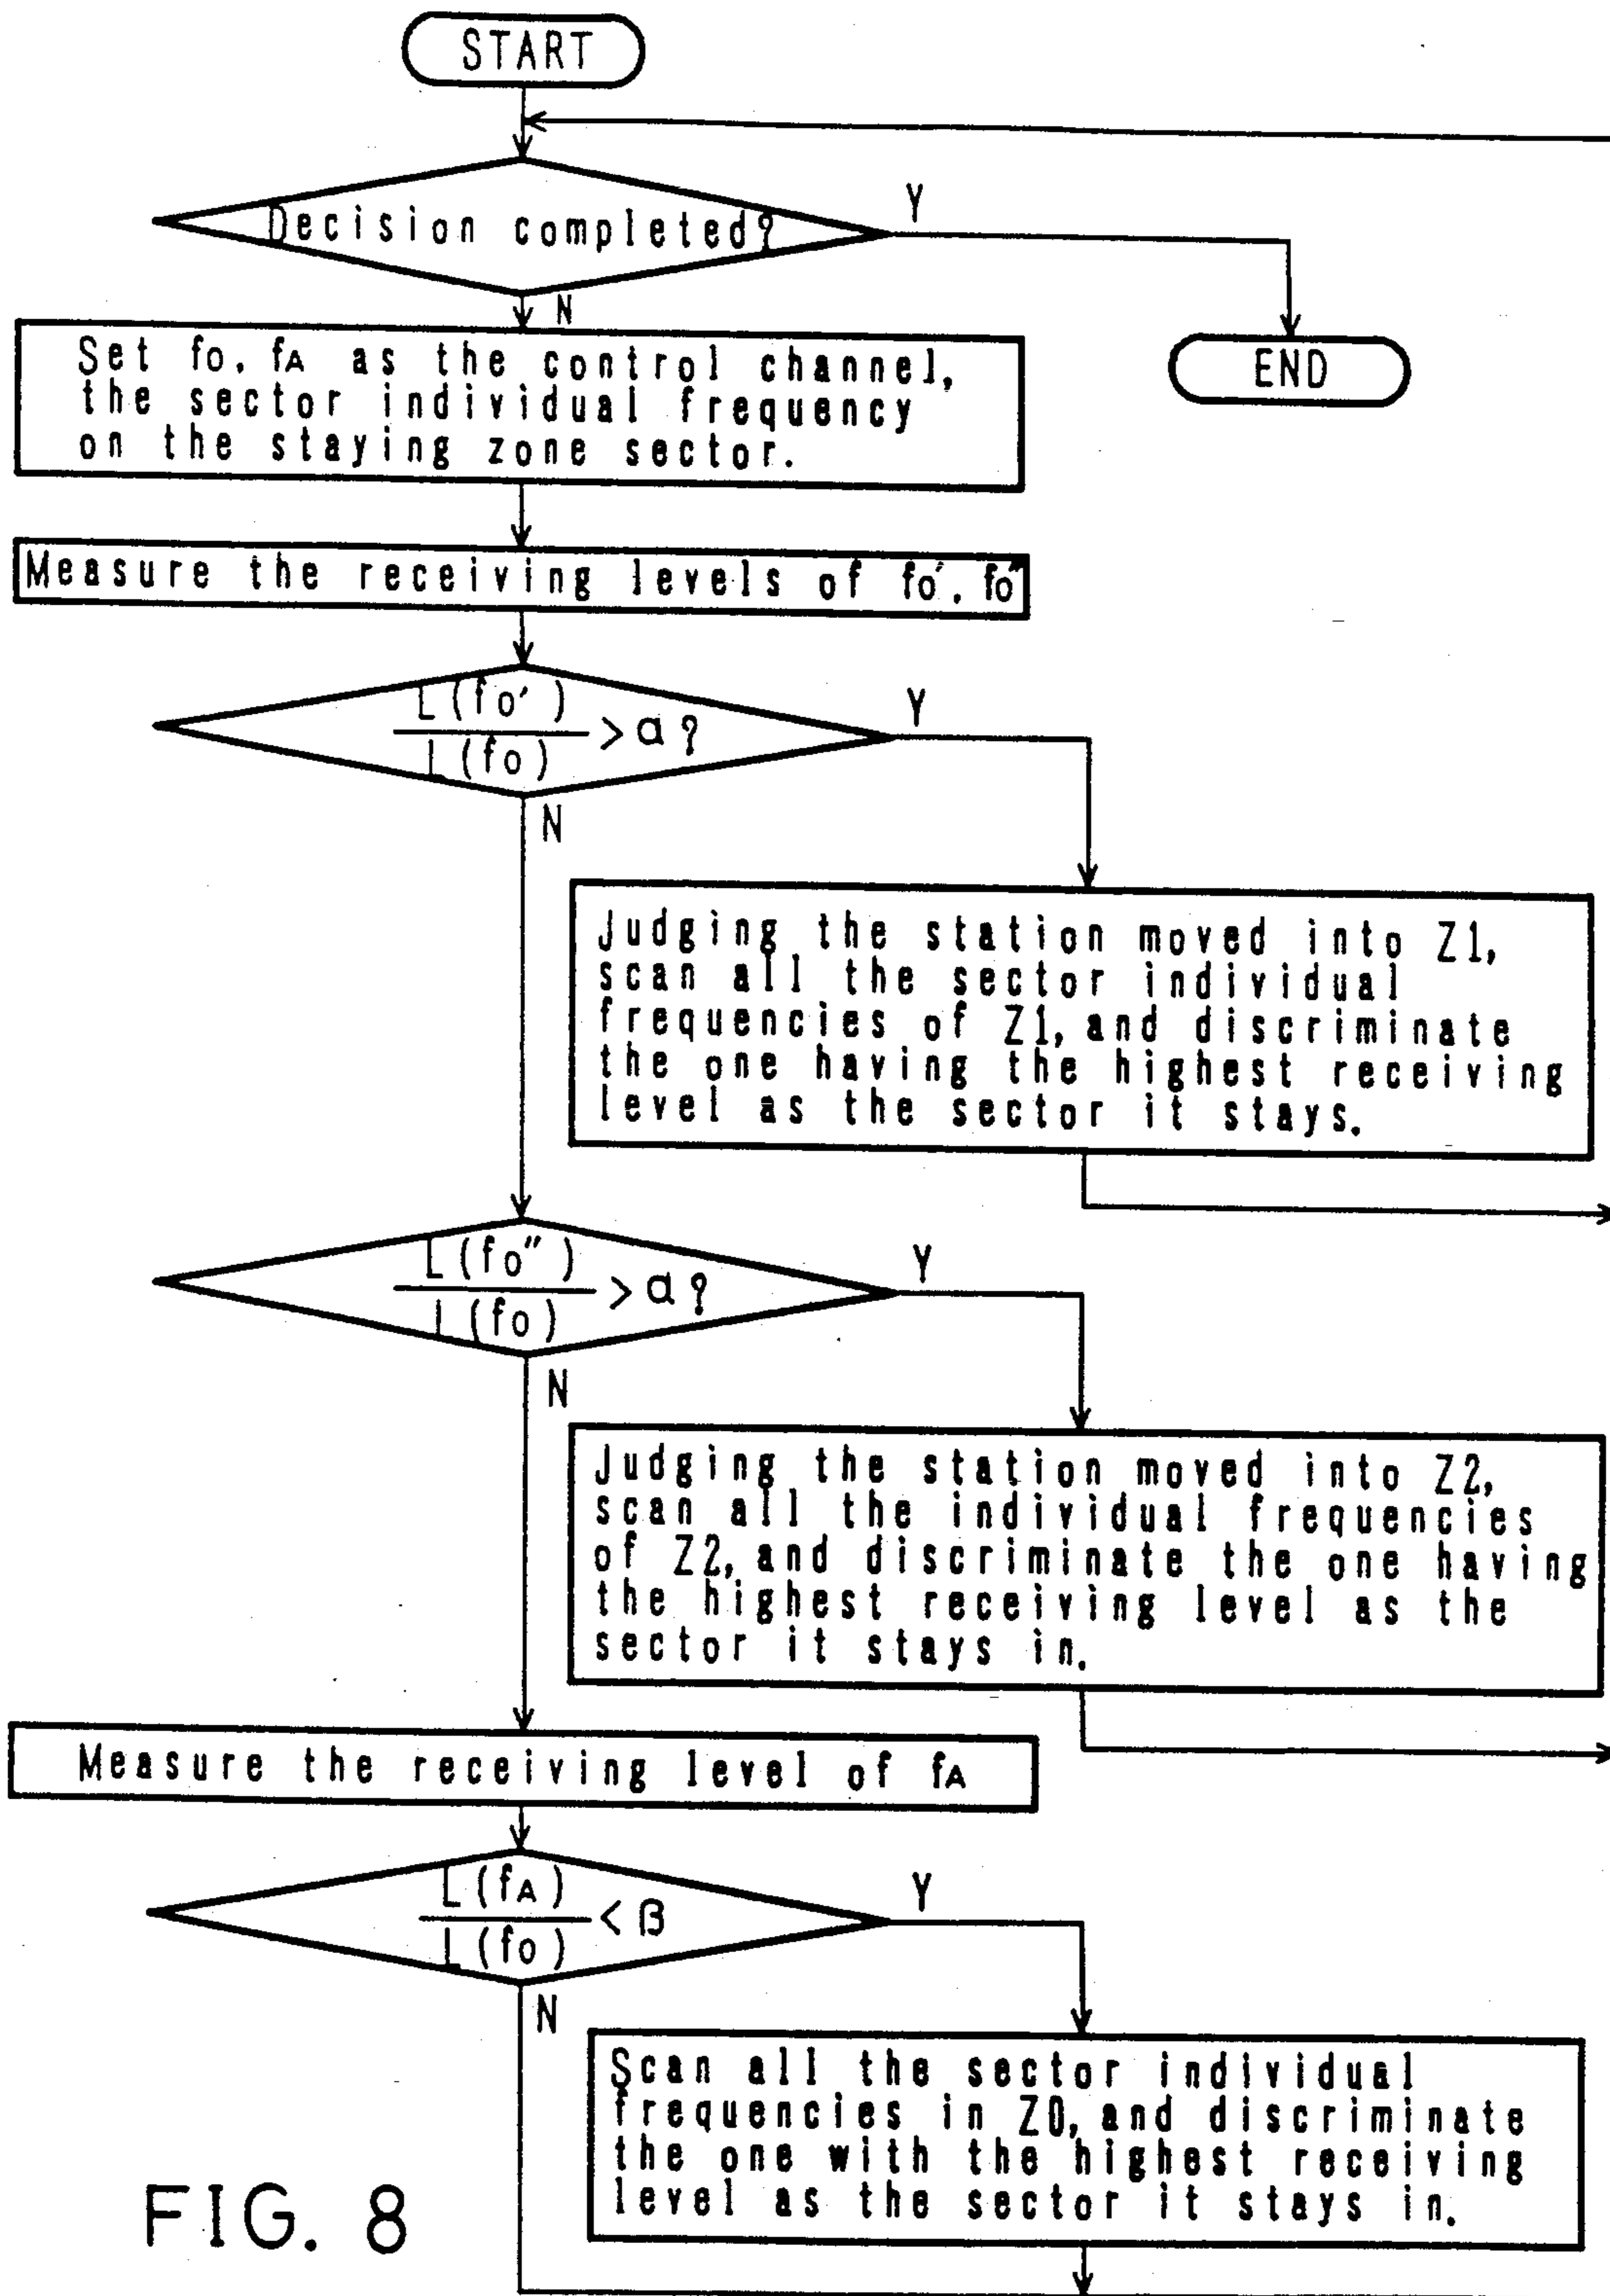 START
Decision completed?
Y
N
END
Set fo, fA as the control channel,
the sector individual frequency
on the staying zone sector.
Measure the receiving levels of fo', fo"
L(fo')
L(fo)
> α ?
Y
N
Judging the station moved into Z1,
scan all the sector individual
frequencies of Z1, and discriminate
the one having the highest receiving
level as the sector it stays.
L(fo")
L(fo)
> α ?
Y
N
Judging the station moved into Z2,
scan all the individual frequencies
of Z2, and discriminate the one having
the highest receiving level as the
sector it stays in.
Measure the receiving level of fA
L(fA)
L(fo)
< β
Y
N
Scan all the sector individual
frequencies in Z0, and discriminate
the one with the highest receiving
level as the sector it stays in.
FIG. 8